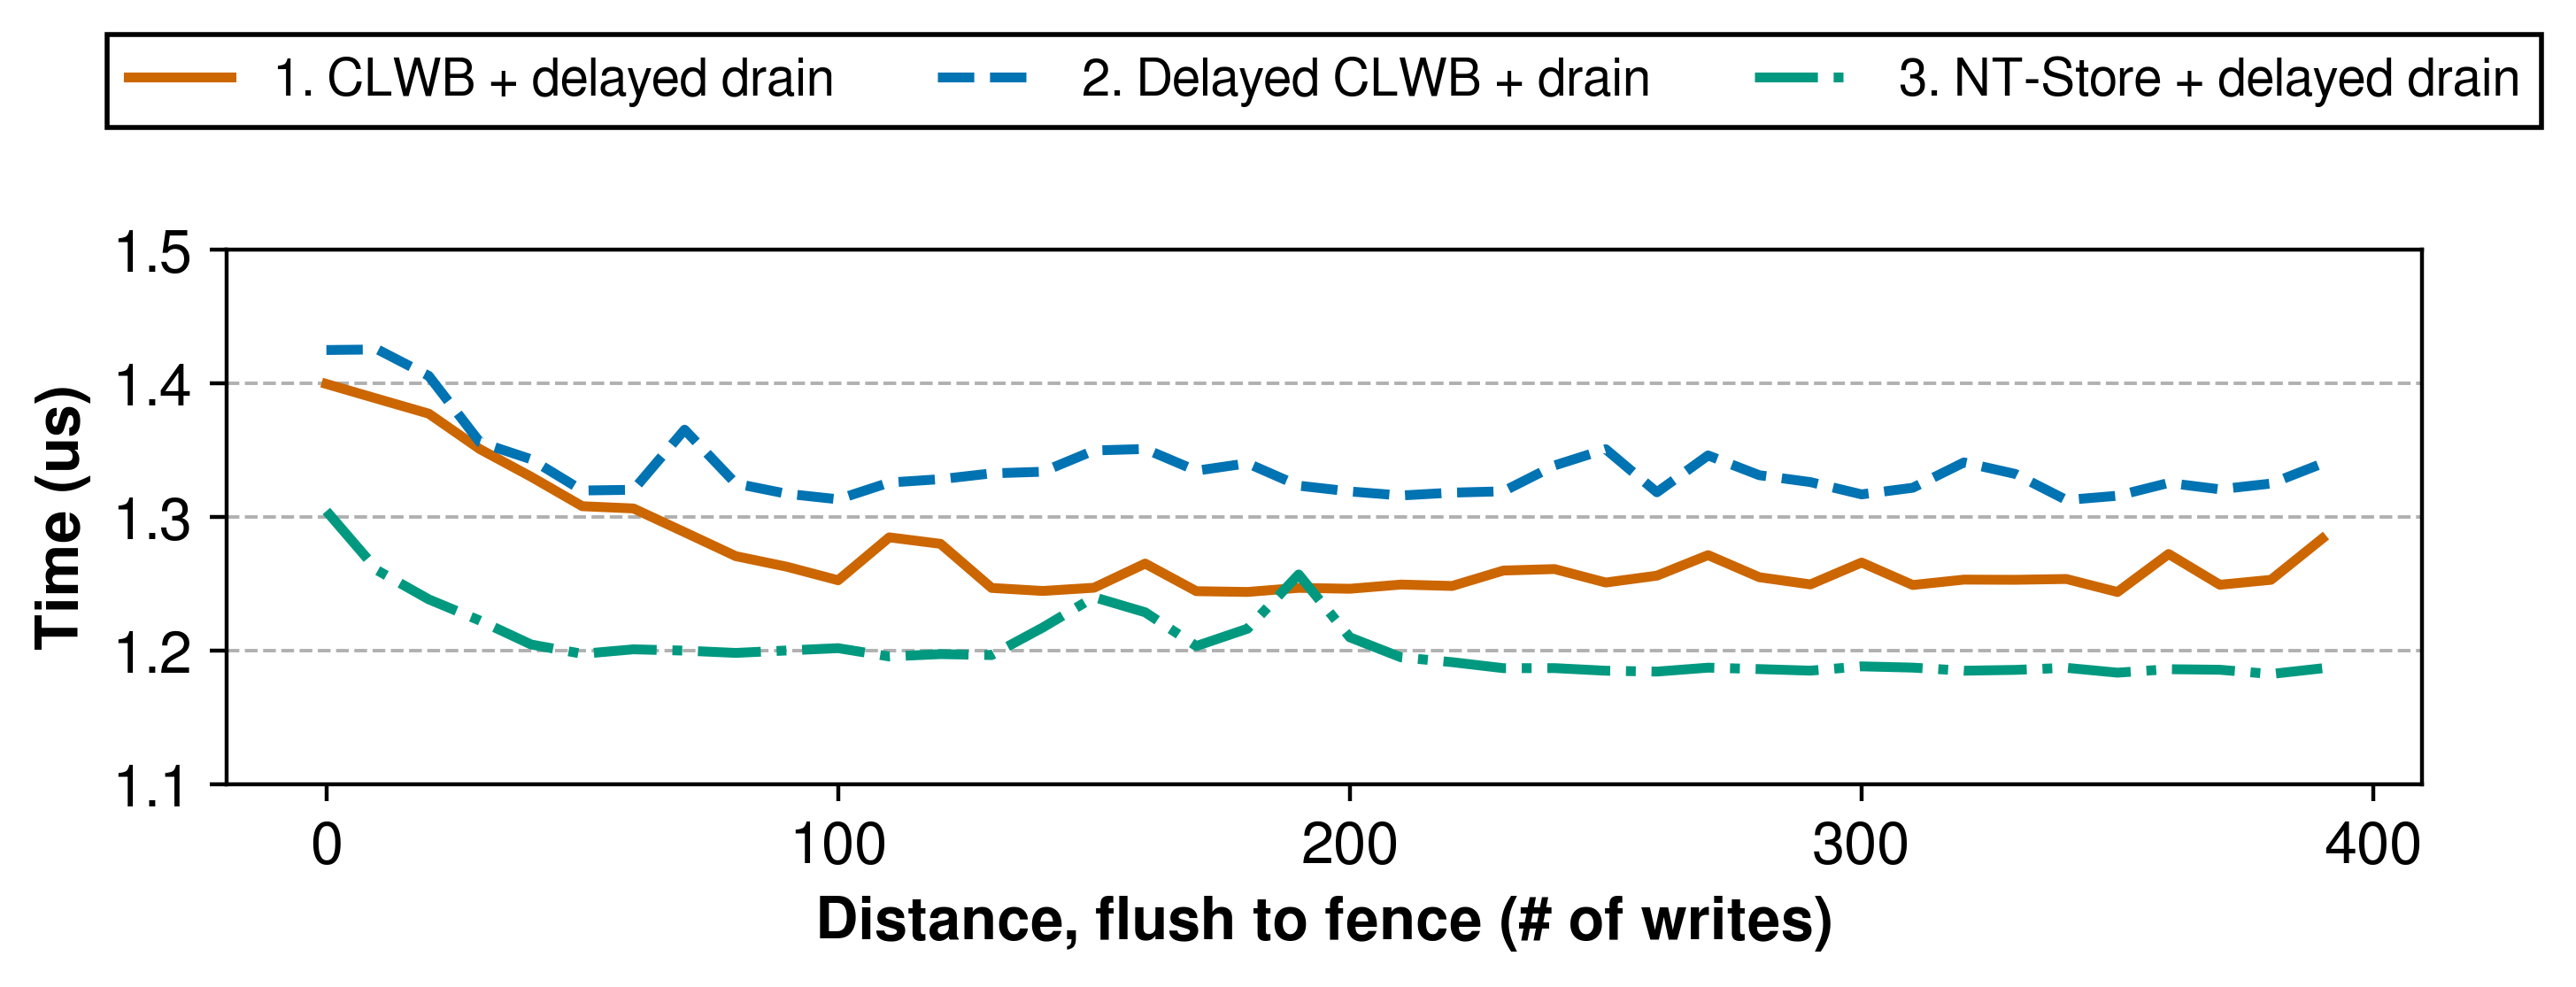 1. CLWB + delayed drain 2. Delayed CLWB + drain 3. NT-Store + delayed drain
1.5
1.4
1.3
1.2
1.1
Time (us)
0 100 200 300 400
Distance, flush to fence (# of writes)